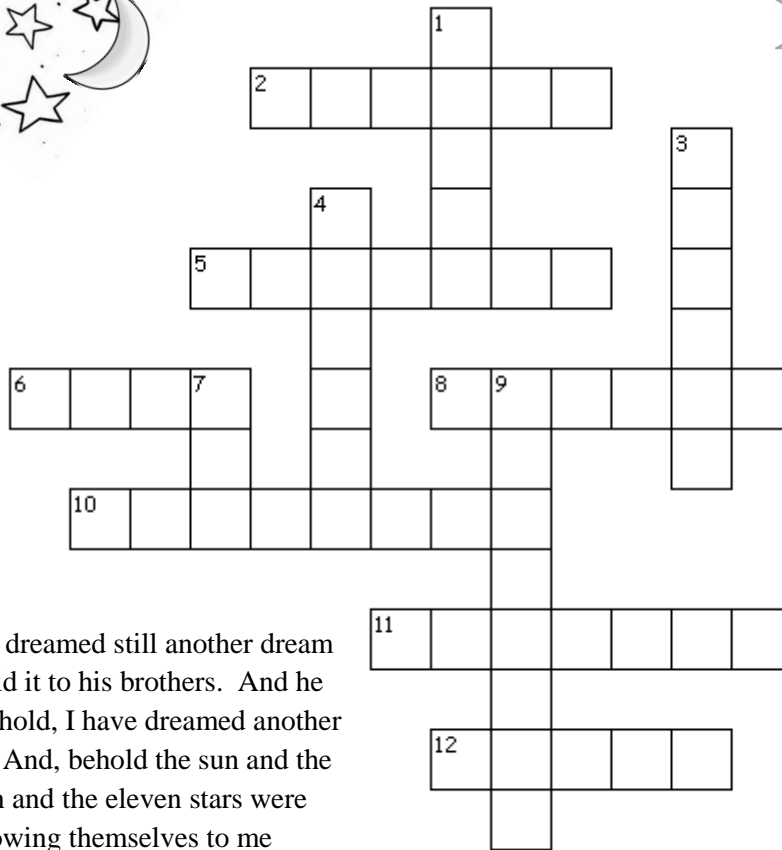 1
2
3
4
5
6 7 8 9
10
11
dreamed still another dream
it to his brothers. And he
hold, I have dreamed another
And, behold the sun and the
12
and the eleven stars were
themselves to me